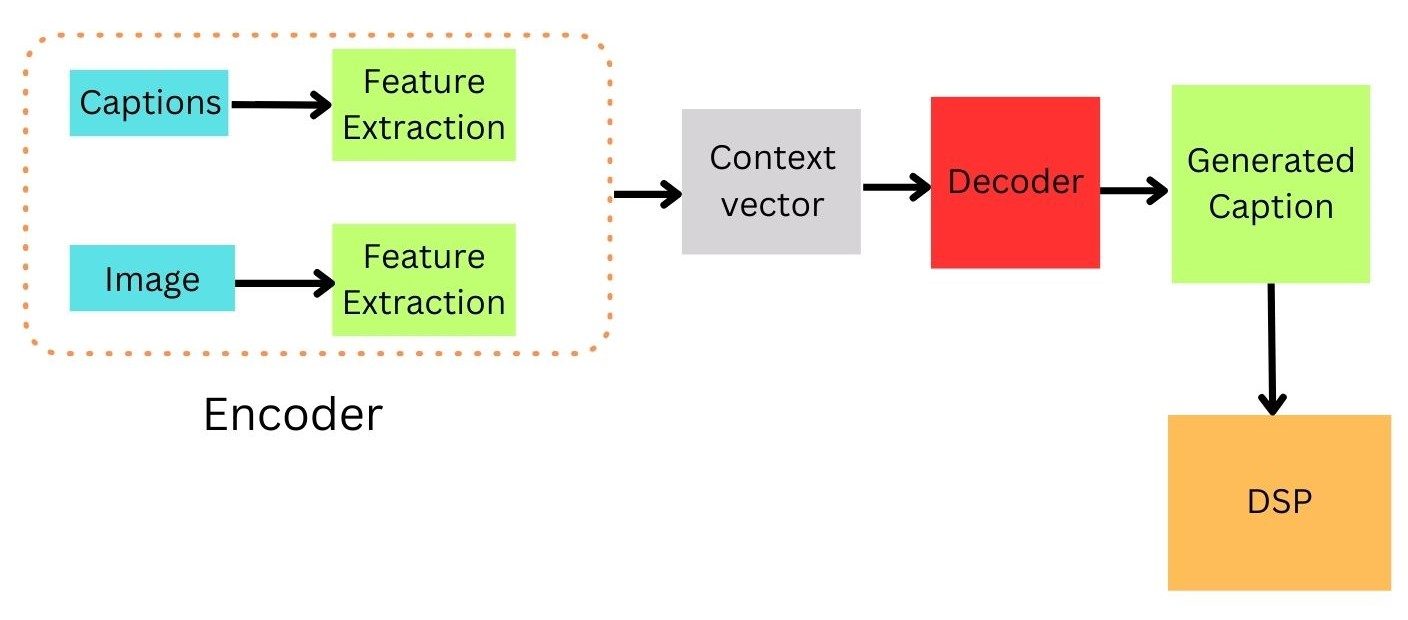 Captions
Feature
Extraction
Image
Feature
Extraction
Encoder
Context
vector
Decoder
Generated
Caption
DSP